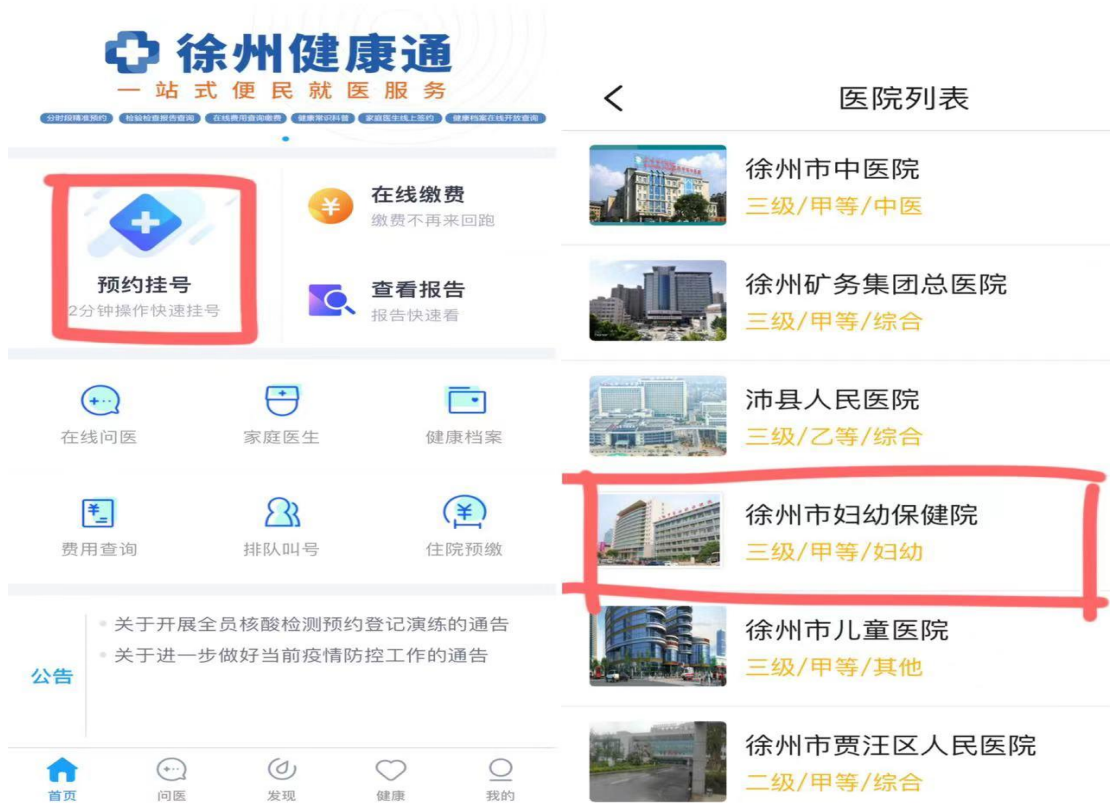 徐州健康通
一站式便民就医服务
分时段精准预约 检验检查报告查询 在线费用查询缴费 健康常识科普 家庭医生线上签约 健康档案在线开放查询
预约挂号
2分钟操作快速挂号
在线缴费
缴费不再来回跑
查看报告
报告快速看
在线问医 家庭医生 健康档案
费用查询 排队叫号 住院预缴
公告
关于开展全员核酸检测预约登记演练的通告
关于进一步做好当前疫情防控工作的通告
首页 问医 发现 健康 我的
医院列表
徐州市中医院
三级/甲等/中医
徐州矿务集团总医院
三级/甲等/综合
沛县人民医院
三级/乙等/综合
徐州市妇幼保健院
三级/甲等/妇幼
徐州市儿童医院
三级/甲等/其他
徐州市贾汪区人民医院
二级/甲等/综合